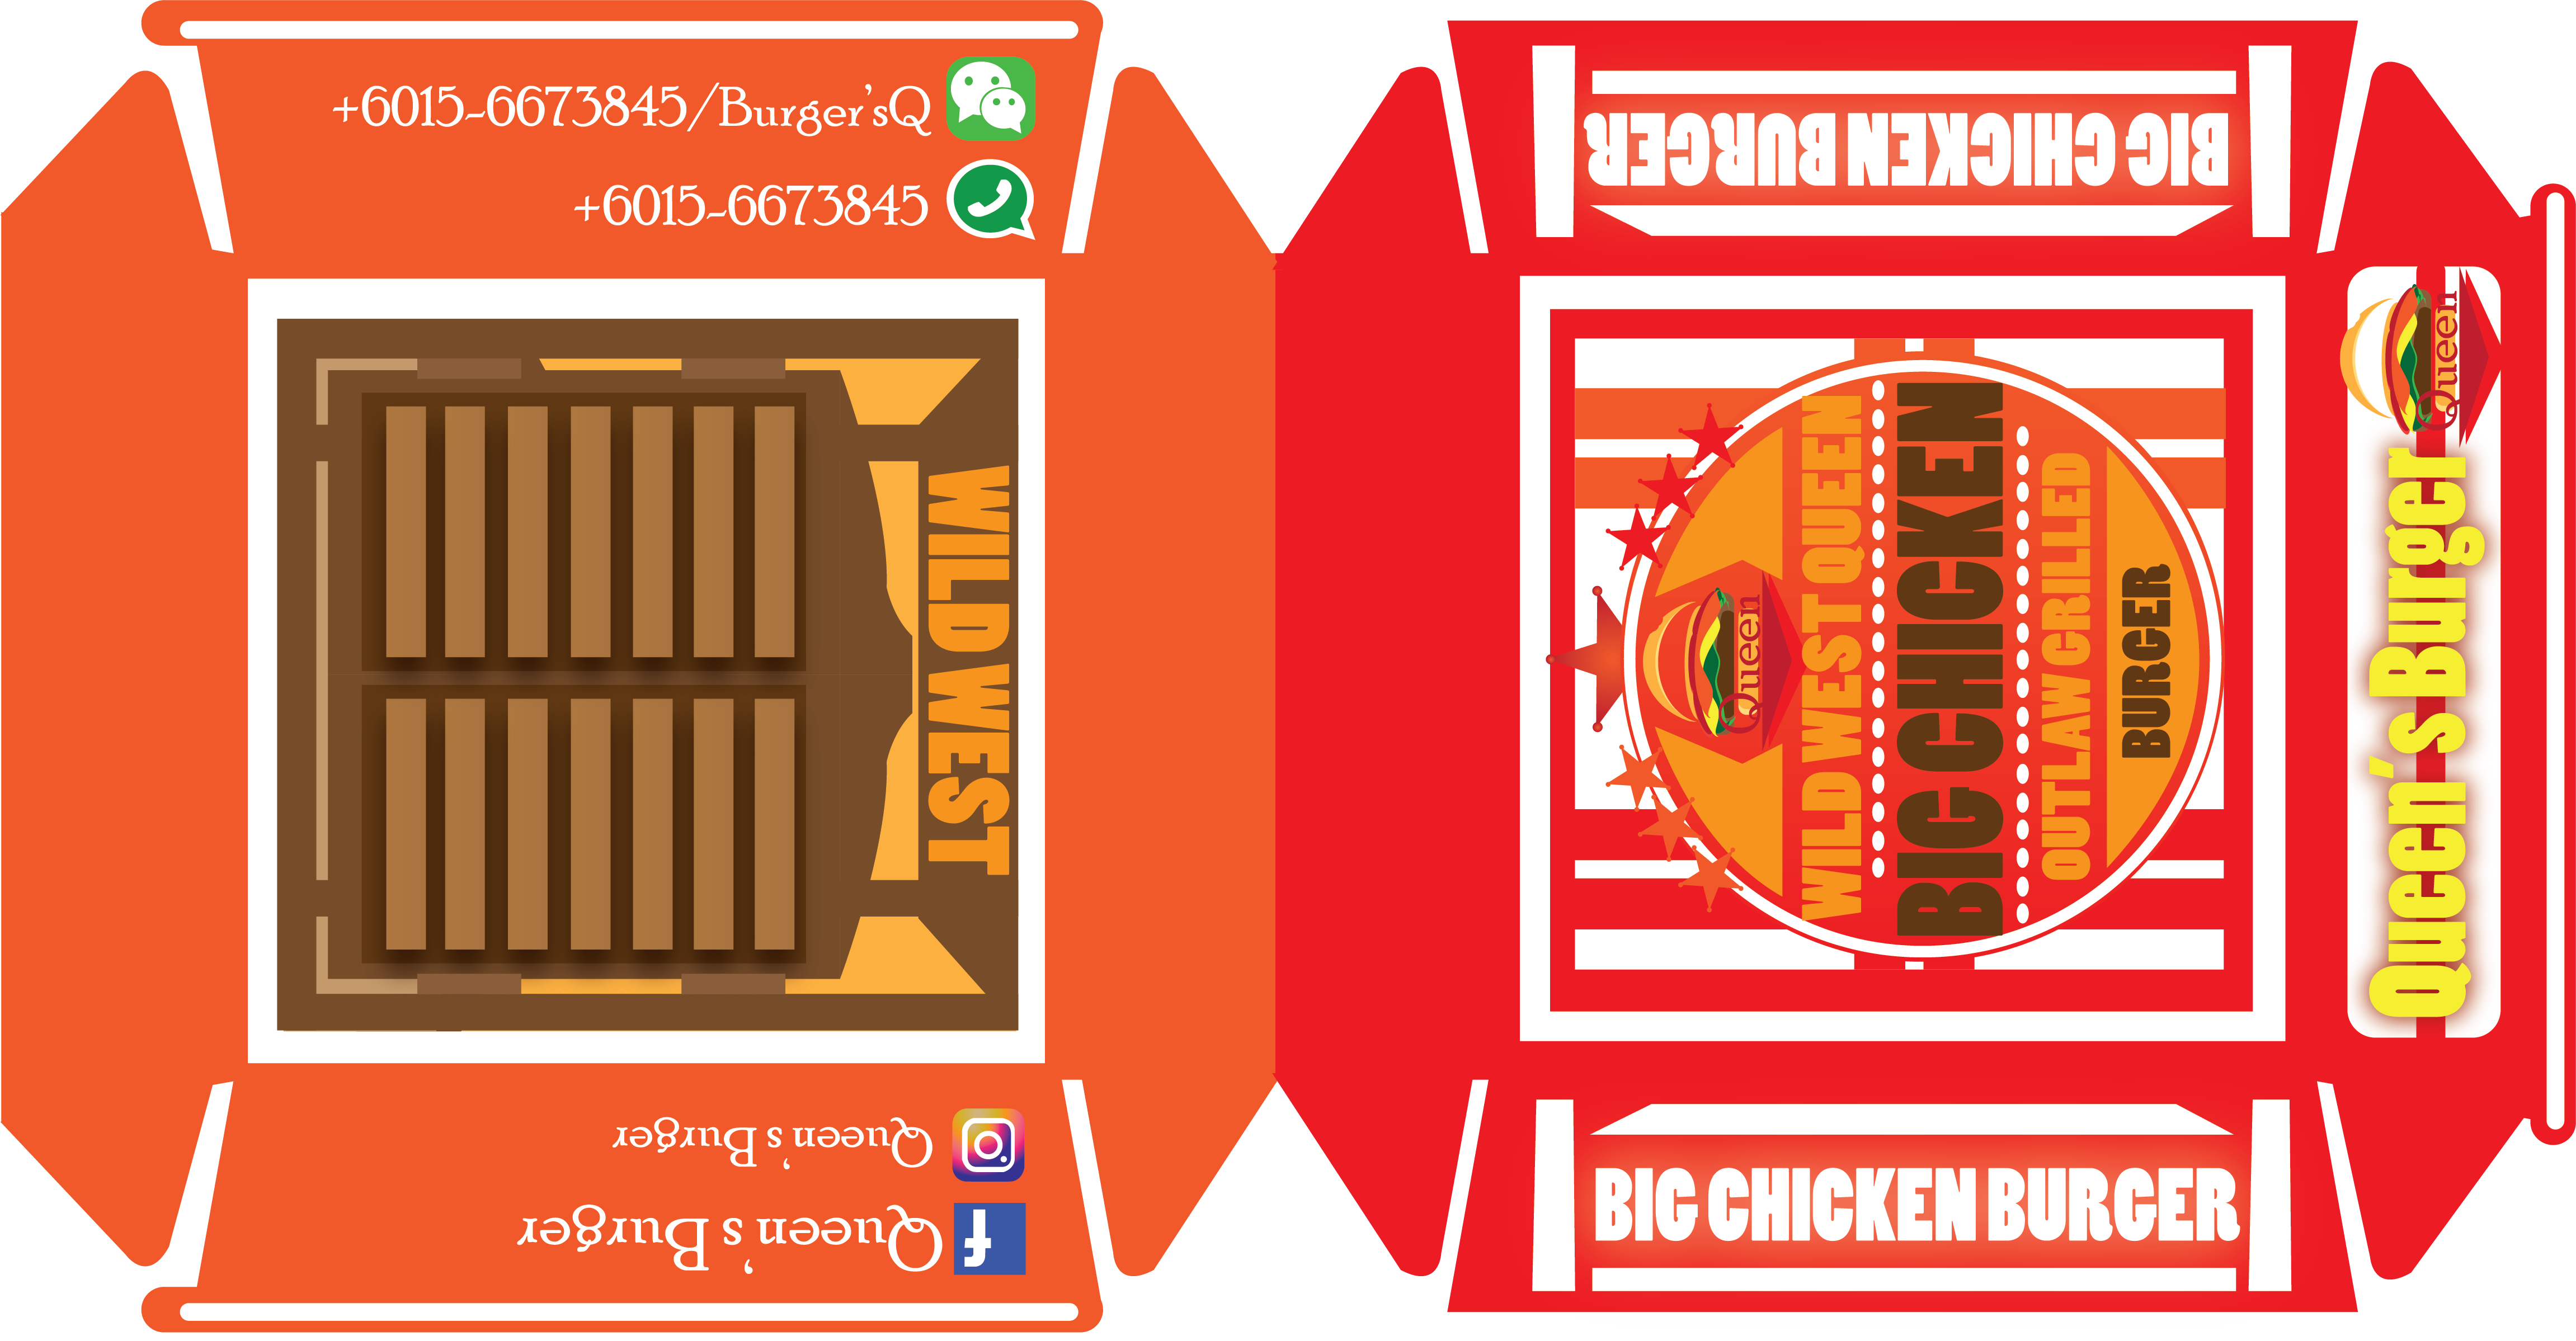 +6015-6673845/Burger'sQ
+6015-6673845
WILD WEST
Queen's Burger
Queen's Burger
BIG CHICKEN BURGER
Queen
WILD WEST QUEEN
BIG CHICKEN
OUTLAW GRILLED
BURGER
BIG CHICKEN BURGER
Queen's Burger
Queen